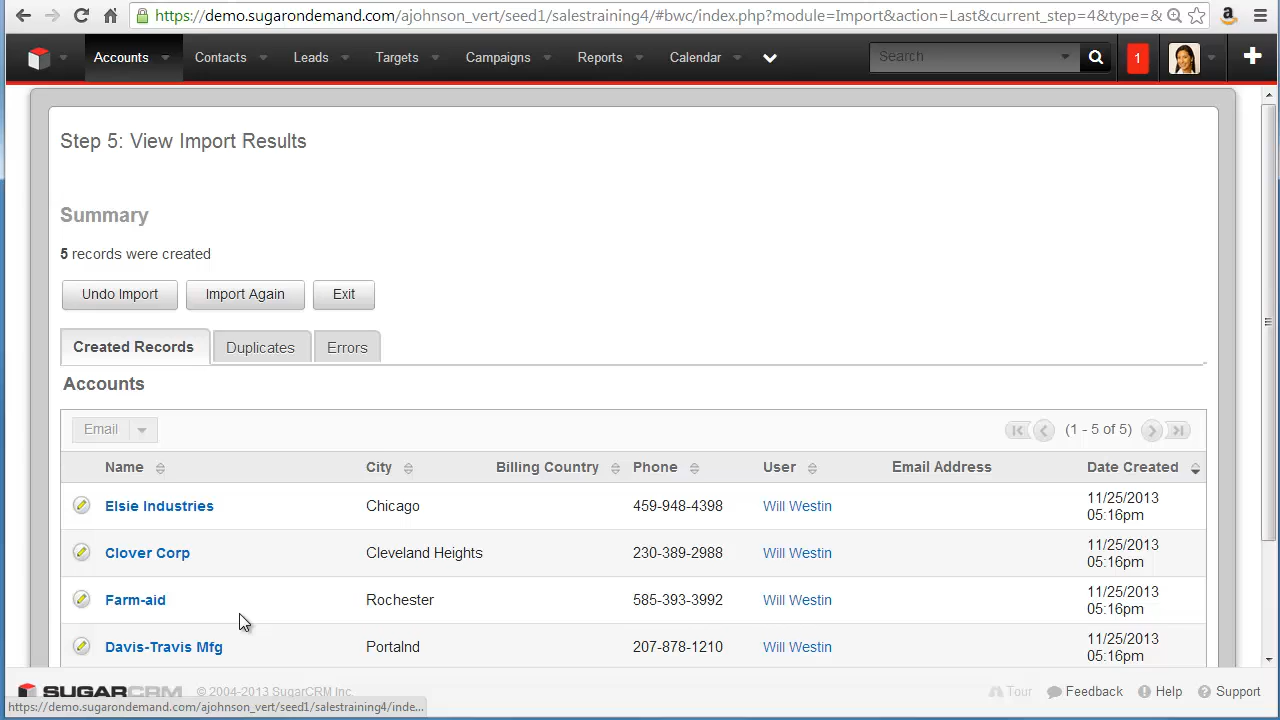 https://demo.sugarondemand.com/ajohnson_vert/seed1/salestraining4/#bwc/index.php?module=Import&action=Last&current_step=4&type=&
Accounts Contacts Leads Targets Campaigns Reports Calendar Search 1
Step 5: View Import Results
Summary
5 records were created
Undo Import Import Again Exit
Created Records Duplicates Errors
Accounts
Email (1 - 5 of 5)
Name City Billing Country Phone User Email Address Date Created
Elsie Industries Chicago 459-948-4398 Will Westin 11/25/2013 05:16pm
Clover Corp Cleveland Heights 230-389-2988 Will Westin 11/25/2013 05:16pm
Farm-aid Rochester 585-393-3992 Will Westin 11/25/2013 05:16pm
Davis-Travis Mfg Portalnd 207-878-1210 Will Westin 11/25/2013 05:16pm
SUGARCRM © 2004-2013 SugarCRM Inc. Tour Feedback Help Support
https://demo.sugarondemand.com/ajohnson_vert/seed1/salestraining4/inde...